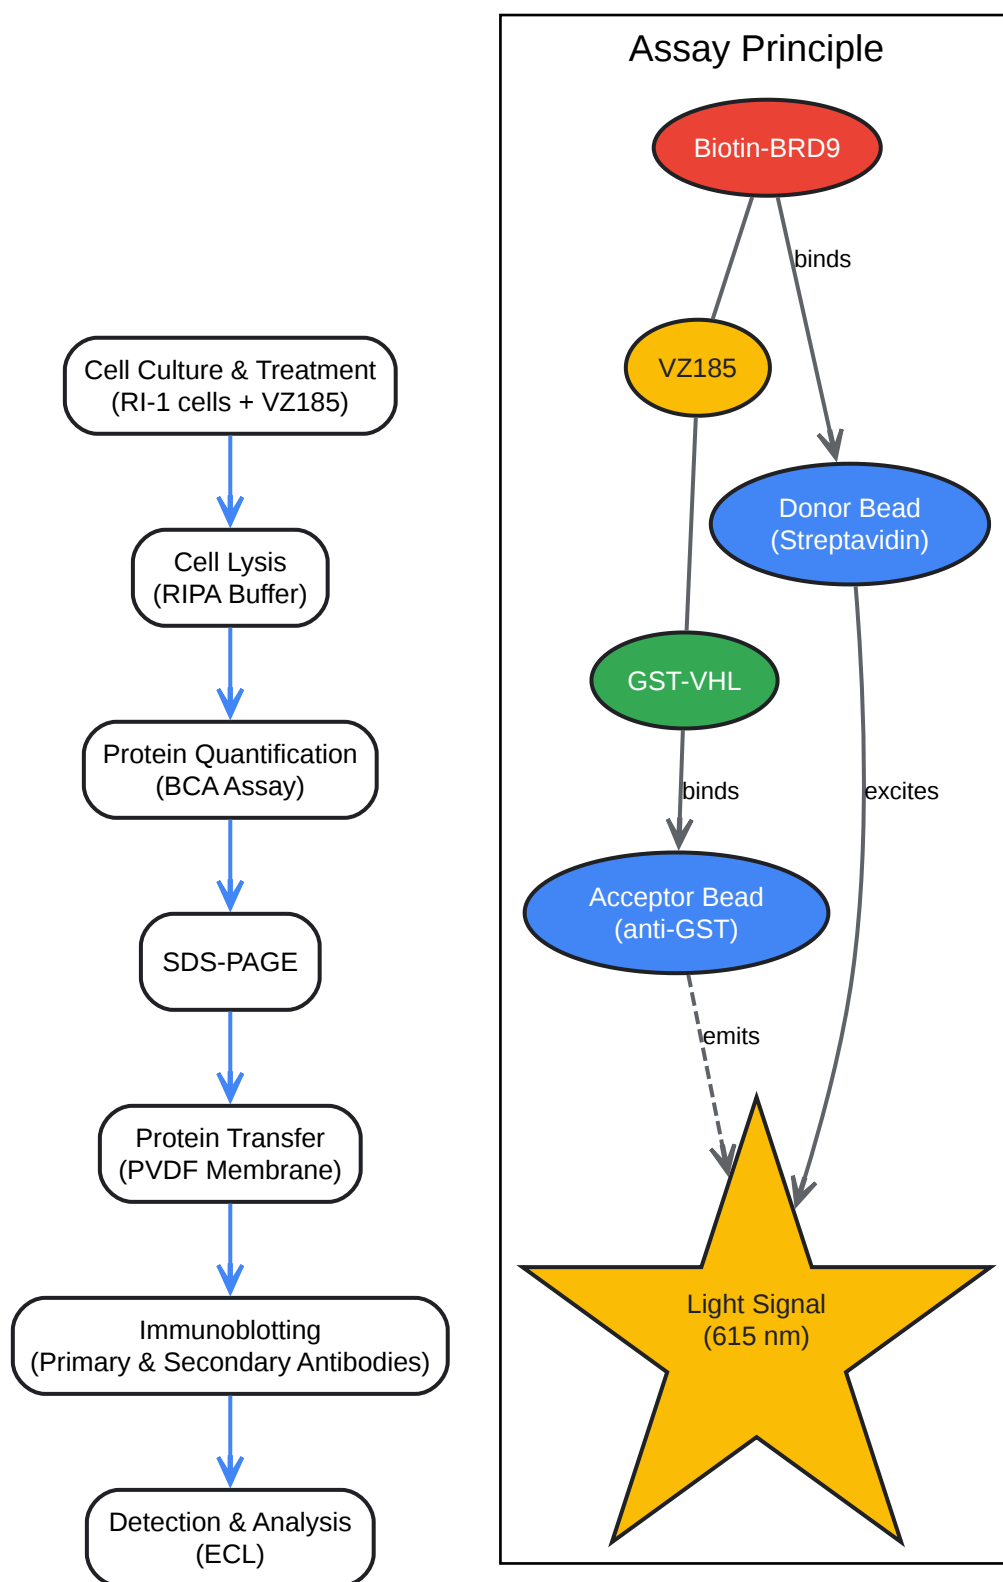 Cell Culture & Treatment
(RI-1 cells + VZ185)
Cell Lysis
(RIPA Buffer)
Protein Quantification
(BCA Assay)
SDS-PAGE
Protein Transfer
(PVDF Membrane)
Immunoblotting
(Primary & Secondary Antibodies)
Detection & Analysis
(ECL)
Assay Principle
Biotin-BRD9
binds
VZ185
Donor Bead
(Streptavidin)
GST-VHL
binds
excites
Acceptor Bead
(anti-GST)
emits
Light Signal
(615 nm)